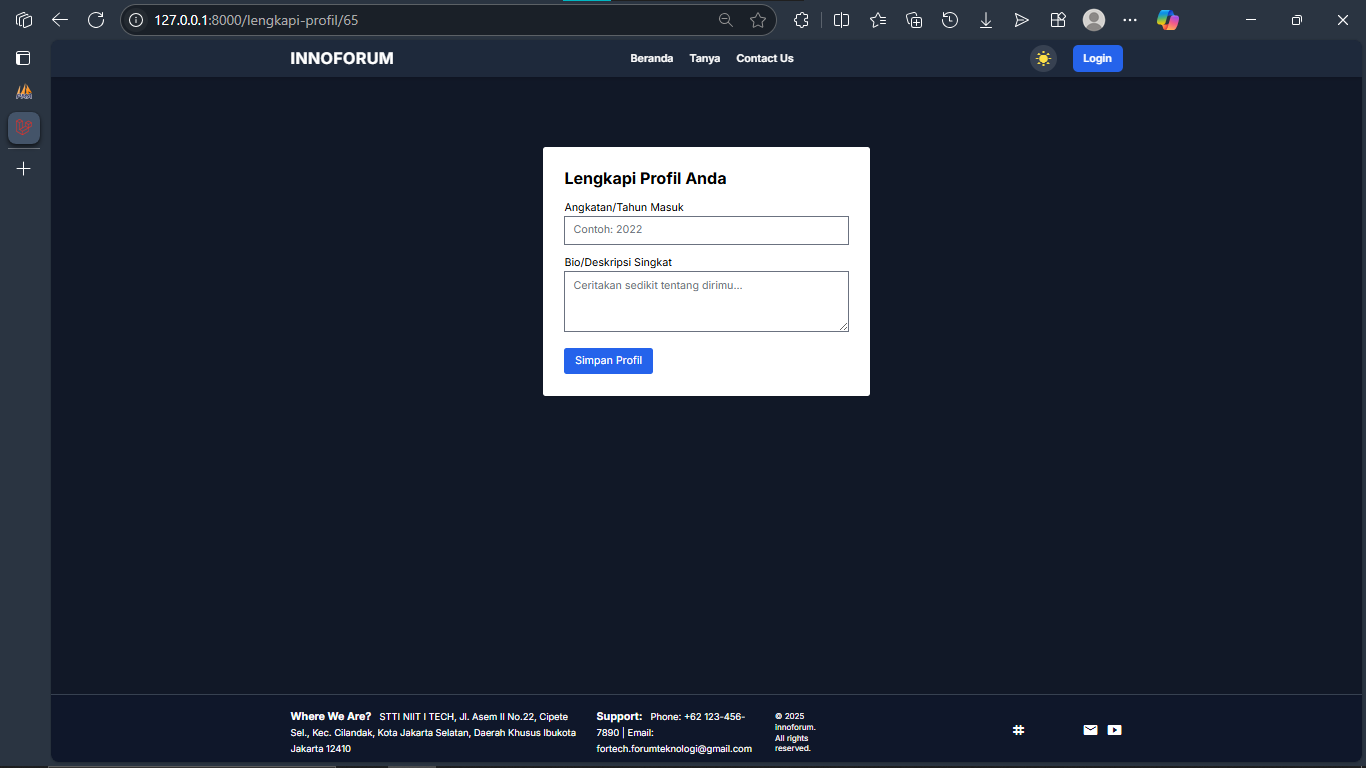 127.0.0.1:8000/lengkapi-profil/65
INNOFORUM
Beranda
Tanya
Contact Us
Login
Lengkapi Profil Anda
Angkatan/Tahun Masuk
Contoh: 2022
Bio/Deskripsi Singkat
Ceritakan sedikit tentang dirimu...
Simpan Profil
Where We Are? STTI NIIT I TECH, Jl. Asem II No.22, Cipete
Sel., Kec. Cilandak, Kota Jakarta Selatan, Daerah Khusus Ibukota
Jakarta 12410
Support: Phone: +62 123-456-
7890 | Email:
fortech.forumteknologi@gmail.com
© 2025
innoforum.
All rights
reserved.